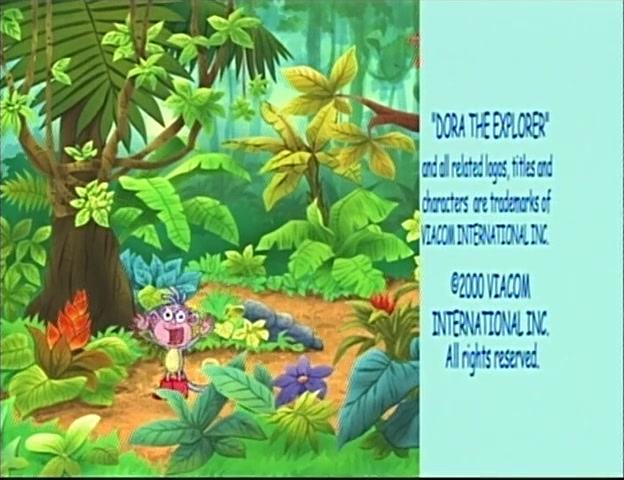 "DORA THE EXPLORER"
and all related logos, titles and
characters are trademarks of
VIACOM INTERNATIONAL INC.
©2000 VIACOM
INTERNATIONAL INC.
All rights reserved.